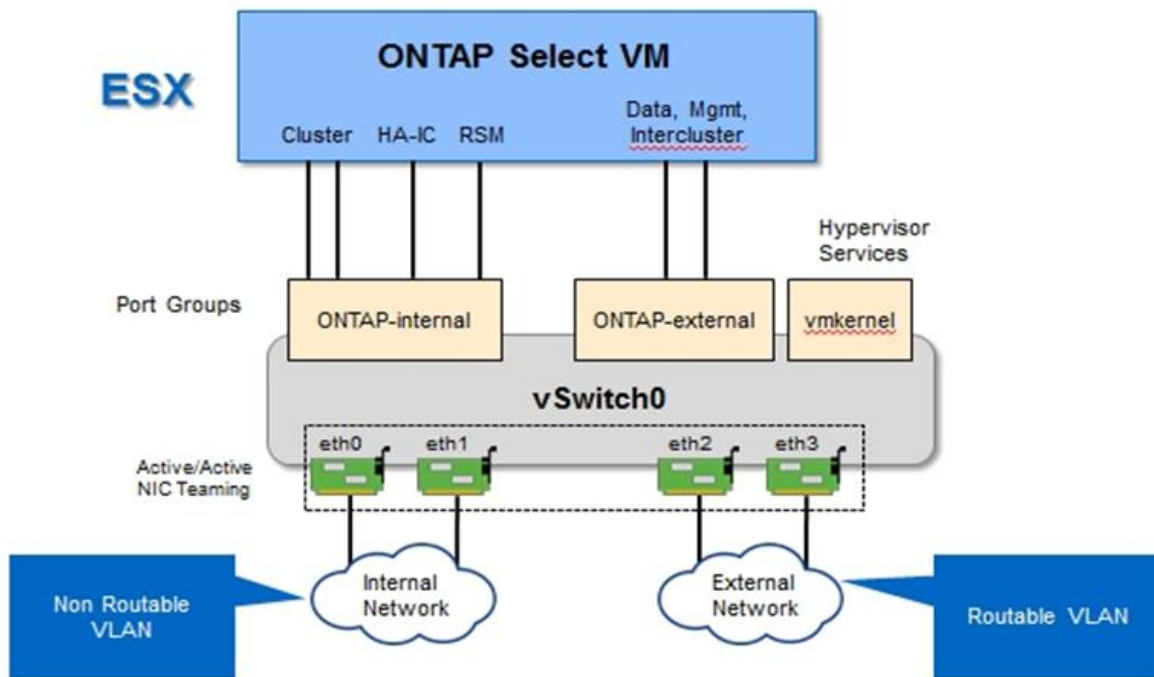 ONTAP Select VM
ESX
Data, Mgmt,
Intercluster
Cluster HA-IC RSM
Hypervisor
Services
Port Groups
ONTAP-internal
ONTAP-external
vmkernel
vSwitch0
eth0 eth1 eth2 eth3
Active/Active
NIC Teaming
Non Routable
VLAN
Internal
Network
External
Network
Routable VLAN